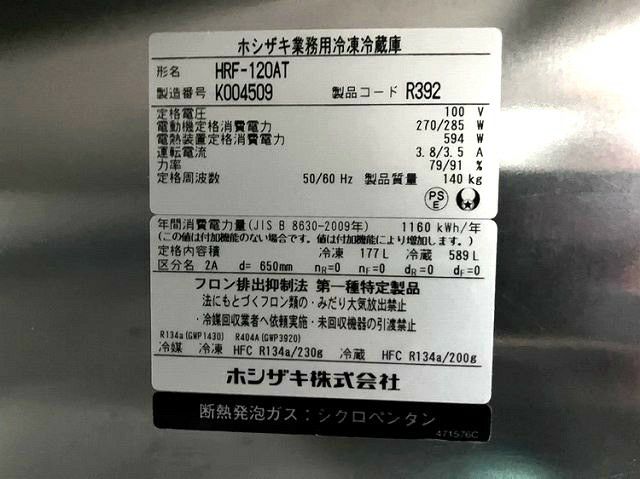 ホシザキ業務用冷凍冷蔵庫
形名 HRF-120AT
製造番号 K004509 製品コード R392
定格電圧 100 V
電動機定格消費電力 270/285 W
電熱装置定格消費電力 594 W
運転電流 3.8/3.5 A
力率 79/91 %
定格周波数 50/60 Hz 製品質量 140 kg
PS
E
年間消費電力量(JIS B 8630-2009年) 1160 kWh/年
(この値は付加機能のない場合です。値は付加機能により増加します。)
定格内容積 冷凍 177L 冷蔵 589L
区分名 2A d= 650mm nR=0 nF=0 dR=0 dF=0
フロン排出抑制法 第一種特定製品
法にもとづくフロン類の・みだり大気放出禁止
・冷媒回収業者へ依頼実施・未回収機器の引渡禁止
R134a(GWP1430) R404A(GWP3920)
冷媒 冷凍 HFC R134a/230g 冷蔵 HFC R134a/200g
ホシザキ株式会社
断熱発泡ガス：シクロペンタン
471576C